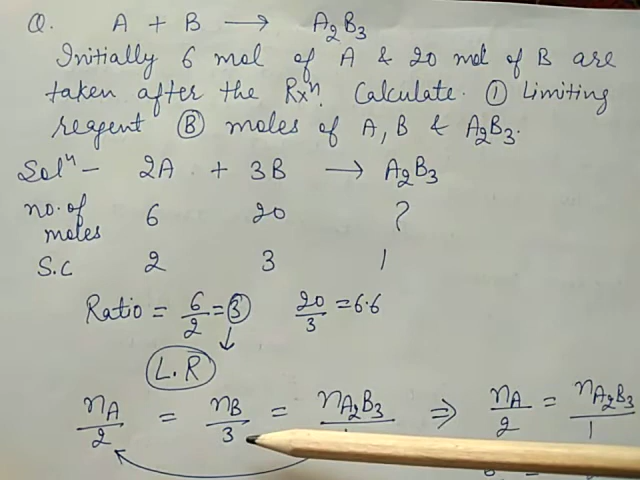 Q. A + B → A₂B₃
Initially 6 mol of A & 20 mol of B are
taken after the Rxⁿ. Calculate. ① Limiting
reagent Ⓑ moles of A, B & A₂B₃.
Solⁿ – 2A + 3B → A₂B₃
no. of moles 6 20 ?
S.C 2 3 1
Ratio = 6/2 = 3 20/3 = 6.6
↓
L.R
nA/2 = nB/3 = nA₂B₃/ ⇒ nA/2 = nA₂B₃/1